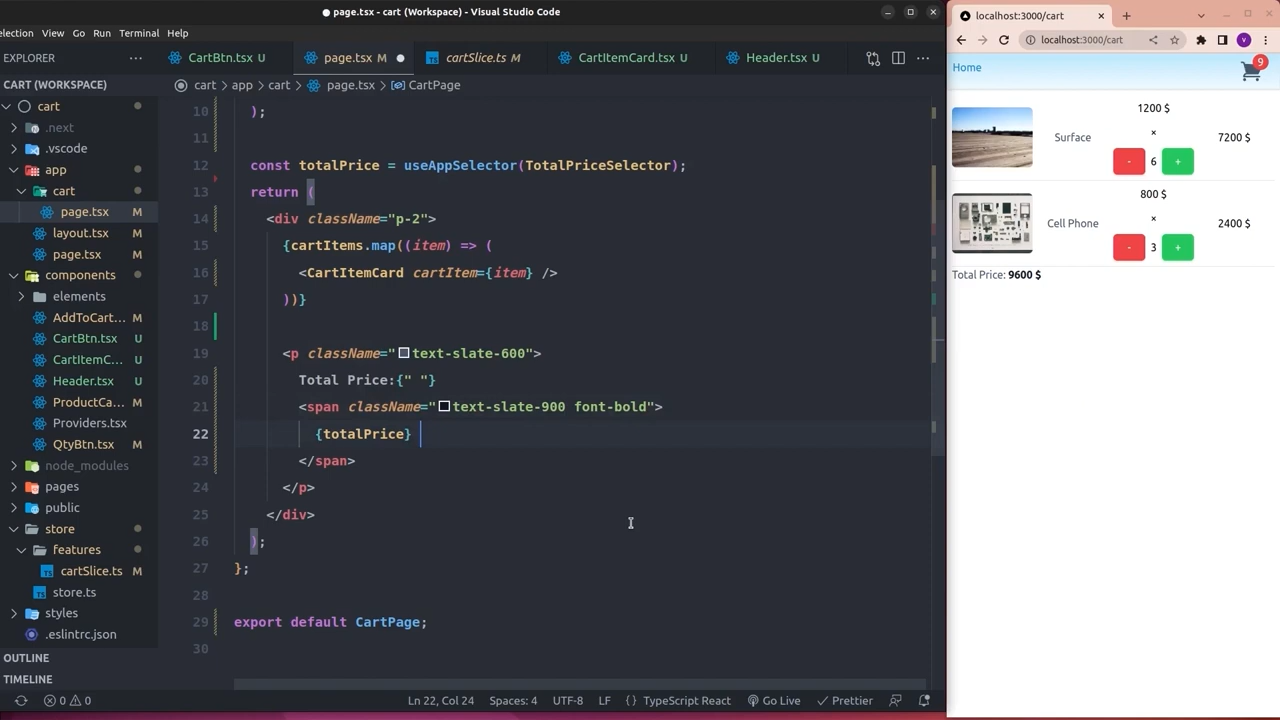 page.tsx - cart (Workspace) - Visual Studio Code
election View Go Run Terminal Help
EXPLORER
CartBtn.tsx U
page.tsx M
cartSlice.ts M
CartItemCard.tsx U
Header.tsx U
CART (WORKSPACE)
cart > app > cart > page.tsx > CartPage
cart
.next
.vscode
app
cart
page.tsx M
layout.tsx M
page.tsx M
components
elements
AddToCart... M
CartBtn.tsx U
CartItemC... U
Header.tsx U
ProductCa... M
Providers.tsx
QtyBtn.tsx M
node_modules
pages
public
store
features
cartSlice.ts M
store.ts
styles
.eslintrc.json
OUTLINE
TIMELINE
10 );
11
12 const totalPrice = useAppSelector(TotalPriceSelector);
13 return (
14 <div className="p-2">
15 {cartItems.map((item) => (
16 <CartItemCard cartItem={item} />
17 ))}
18
19 <p className="text-slate-600">
20 Total Price:{" "}
21 <span className="text-slate-900 font-bold">
22 {totalPrice}
23 </span>
24 </p>
25 </div>
26 );
27 };
28
29 export default CartPage;
30
0 0
Ln 22, Col 24
Spaces: 4
UTF-8
LF
{} TypeScript React
Go Live
Prettier
localhost:3000/cart
localhost:3000/cart
v
Home
9
1200 $
Surface
×
7200 $
- 6 +
800 $
Cell Phone
×
2400 $
- 3 +
Total Price: 9600 $